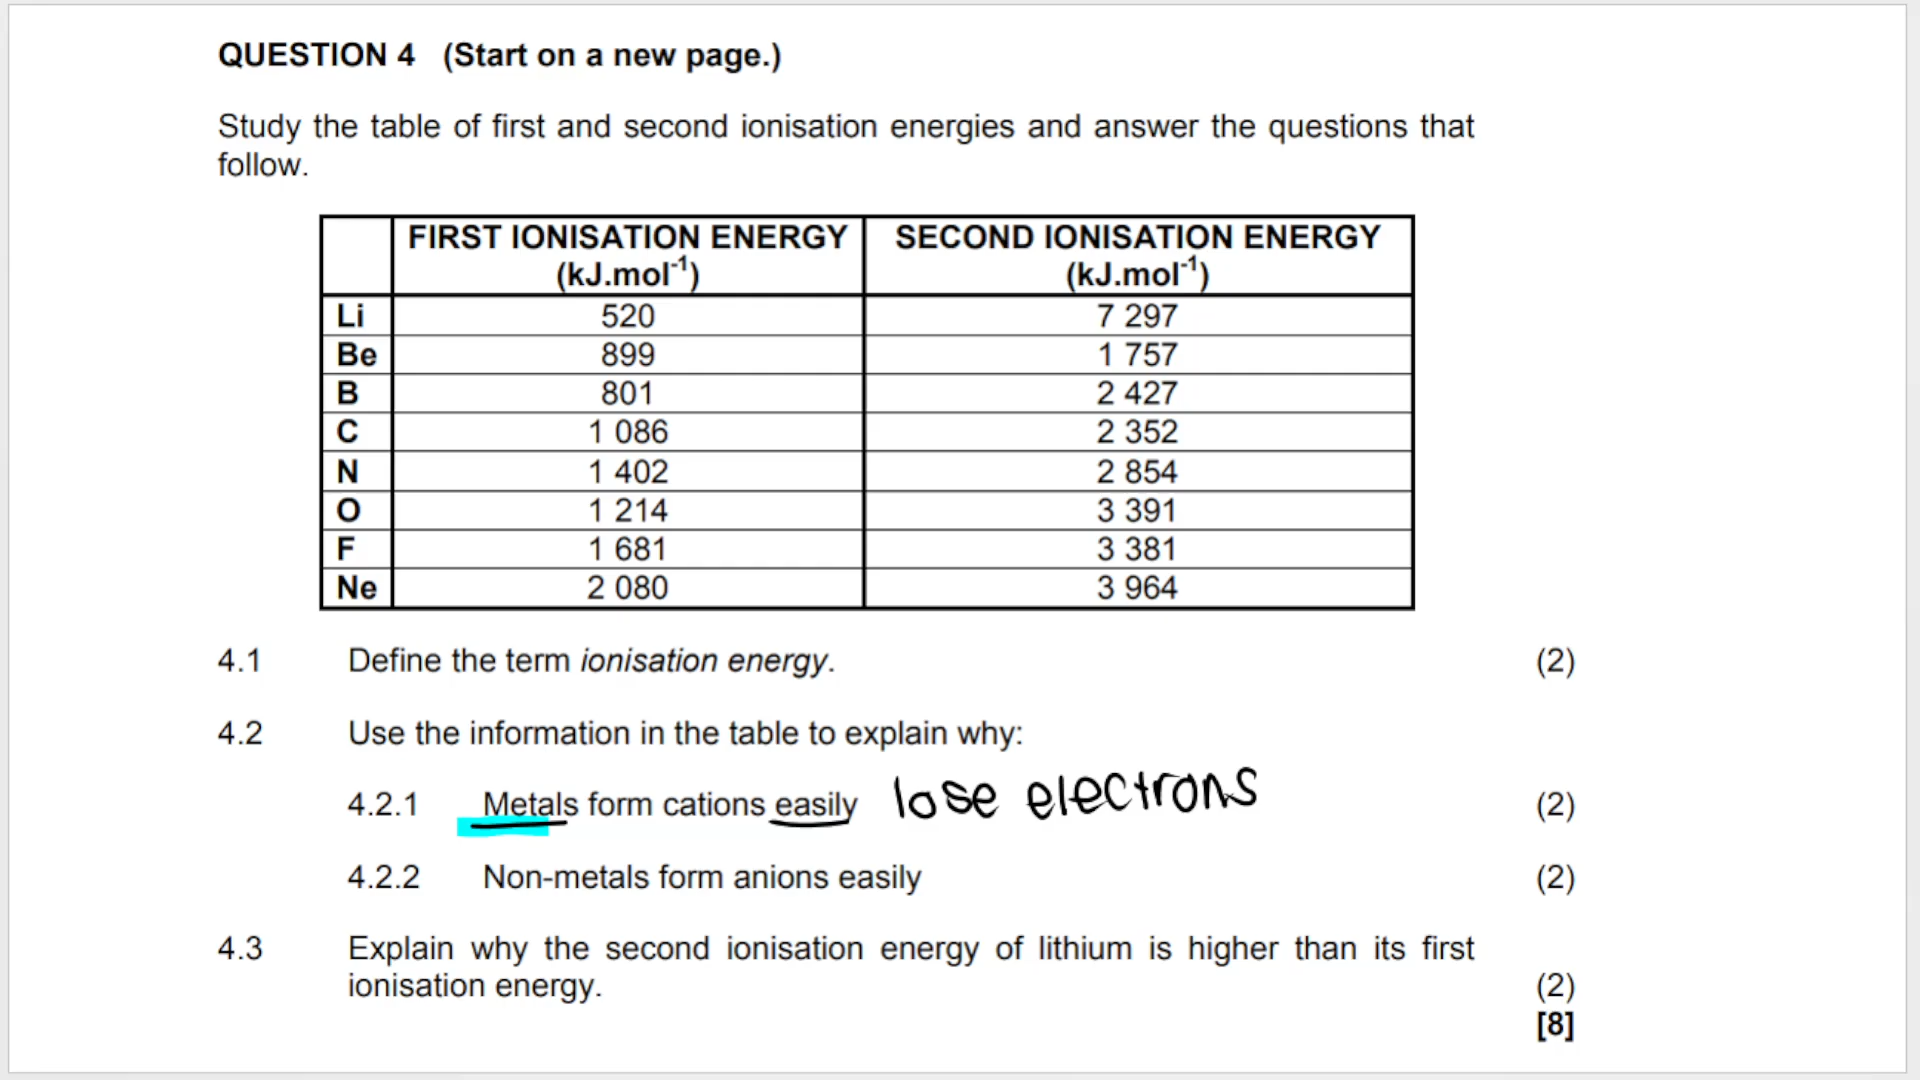 QUESTION 4 (Start on a new page.)
Study the table of first and second ionisation energies and answer the questions that
follow.
FIRST IONISATION ENERGY (kJ.mol⁻¹) SECOND IONISATION ENERGY (kJ.mol⁻¹)
Li 520 7 297
Be 899 1 757
B 801 2 427
C 1 086 2 352
N 1 402 2 854
O 1 214 3 391
F 1 681 3 381
Ne 2 080 3 964
4.1 Define the term ionisation energy. (2)
4.2 Use the information in the table to explain why:
4.2.1 Metals form cations easily lose electrons (2)
4.2.2 Non-metals form anions easily (2)
4.3 Explain why the second ionisation energy of lithium is higher than its first
ionisation energy. (2)
[8]